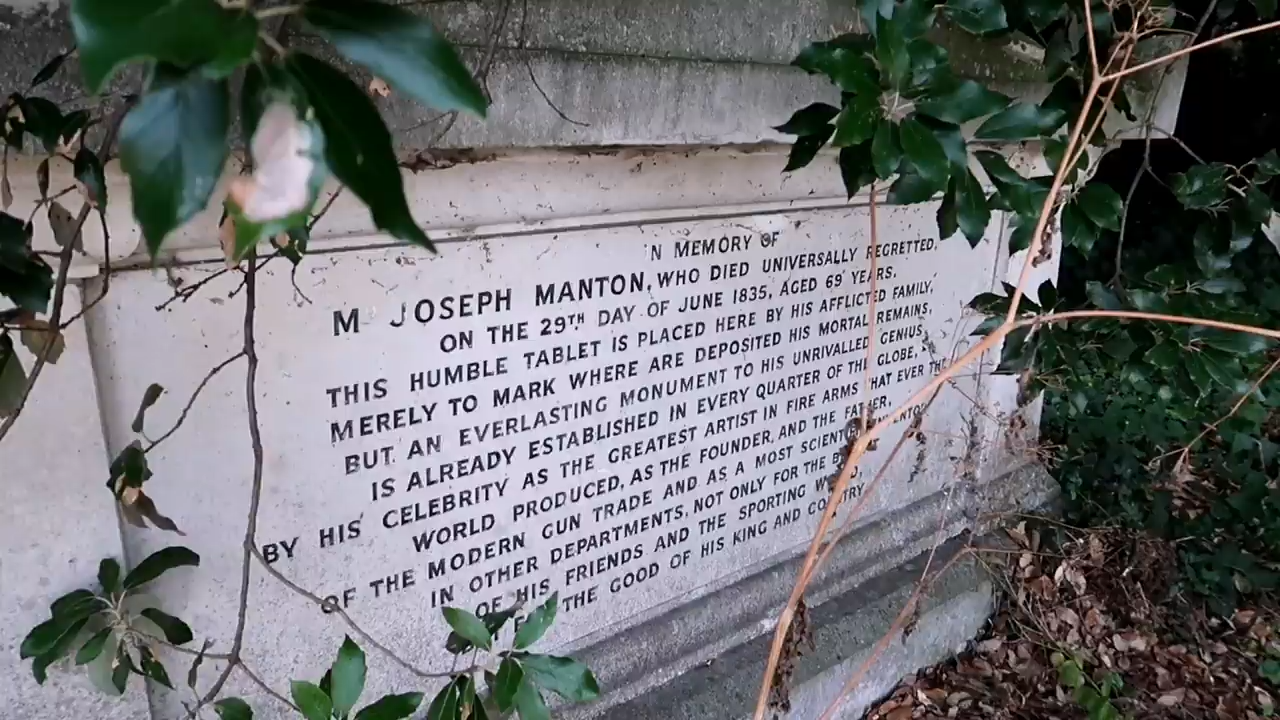 IN MEMORY OF
M JOSEPH MANTON, WHO DIED UNIVERSALLY REGRETTED,
ON THE 29TH DAY OF JUNE 1835, AGED 69 YEARS.
THIS HUMBLE TABLET IS PLACED HERE BY HIS AFFLICTED FAMILY,
MERELY TO MARK WHERE ARE DEPOSITED HIS MORTAL REMAINS,
BUT AN EVERLASTING MONUMENT TO HIS UNRIVALLED GENIUS,
IS ALREADY ESTABLISHED IN EVERY QUARTER OF THE GLOBE,
BY HIS CELEBRITY AS THE GREATEST ARTIST IN FIRE ARMS THAT EVER THE
WORLD PRODUCED, AS THE FOUNDER, AND THE FATHER,
OF THE MODERN GUN TRADE AND AS A MOST SCIENTIFIC INVENTOR
IN OTHER DEPARTMENTS, NOT ONLY FOR THE
OF HIS FRIENDS AND THE SPORTING WORLD,
THE GOOD OF HIS KING AND COUNTRY